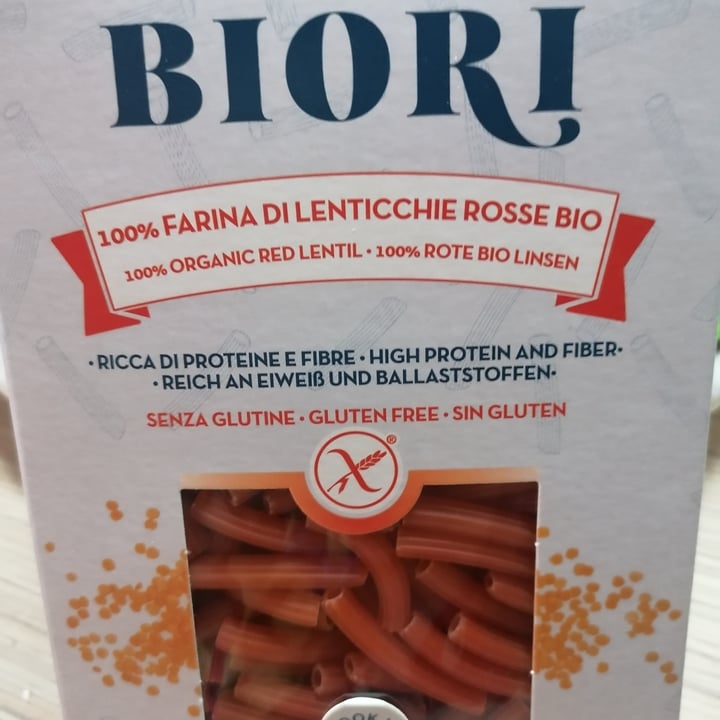 BIORI
100% FARINA DI LENTICCHIE ROSSE BIO
100% ORGANIC RED LENTIL • 100% ROTE BIO LINSEN
• RICCA DI PROTEINE E FIBRE • HIGH PROTEIN AND FIBER •
• REICH AN EIWEIß UND BALLASTSTOFFEN •
SENZA GLUTINE • GLUTEN FREE • SIN GLUTEN
®